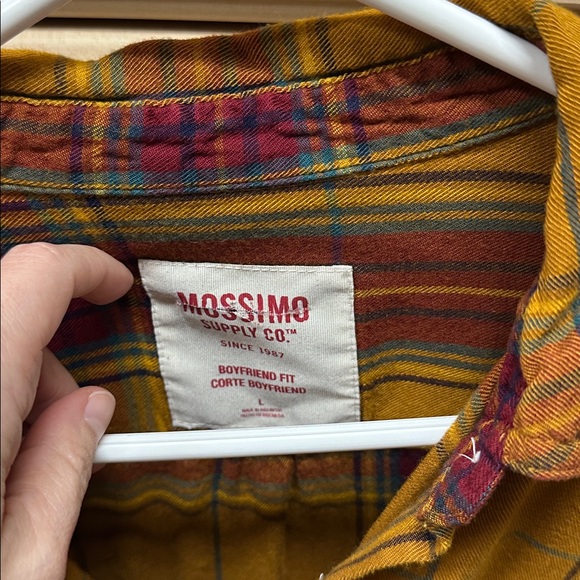 MOSSIMO
SUPPLY CO.™
SINCE 1987
BOYFRIEND FIT
CORTE BOYFRIEND
L